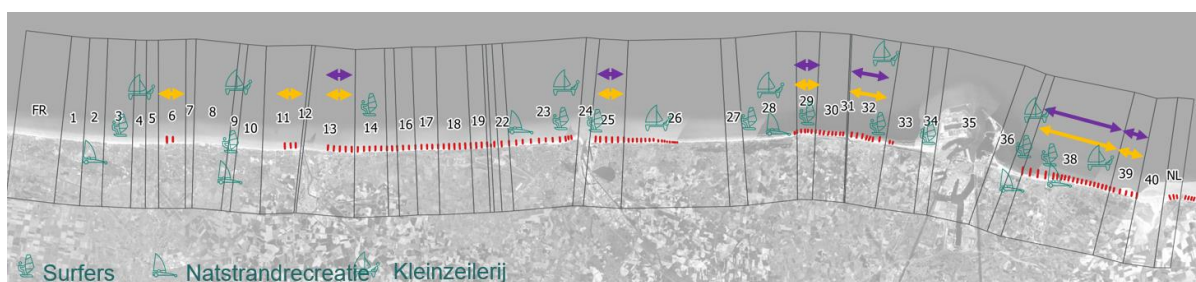 FR 1 2 3 4 5 6 7 8 9 10 11 12 13 14 16 17 18 19 22 23 24 25 26 27 28 29 30 31 32 33 34 35 36 38 39 40 NL
Surfers Natstrandrecreatie Kleinzeilerij